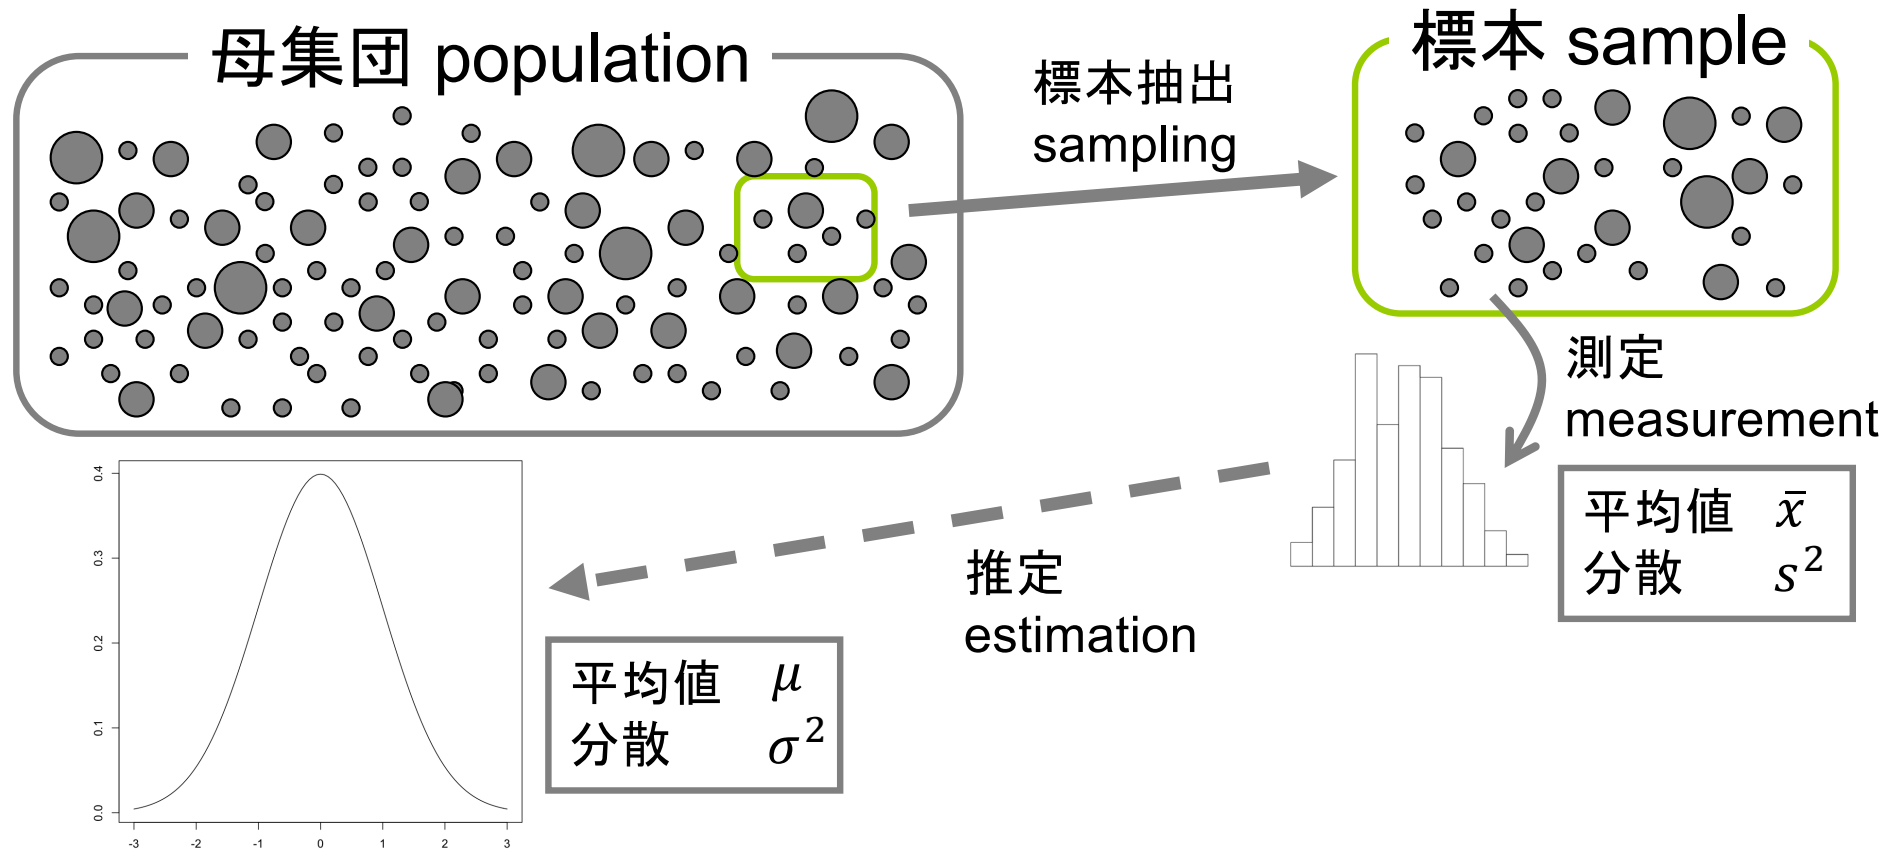 母集団 population
標本抽出
sampling
標本 sample
測定
measurement
平均値 x̄
分散 s²
推定
estimation
平均値 μ
分散 σ²
0.4
0.3
0.2
0.1
0.0
-3 -2 -1 0 1 2 3